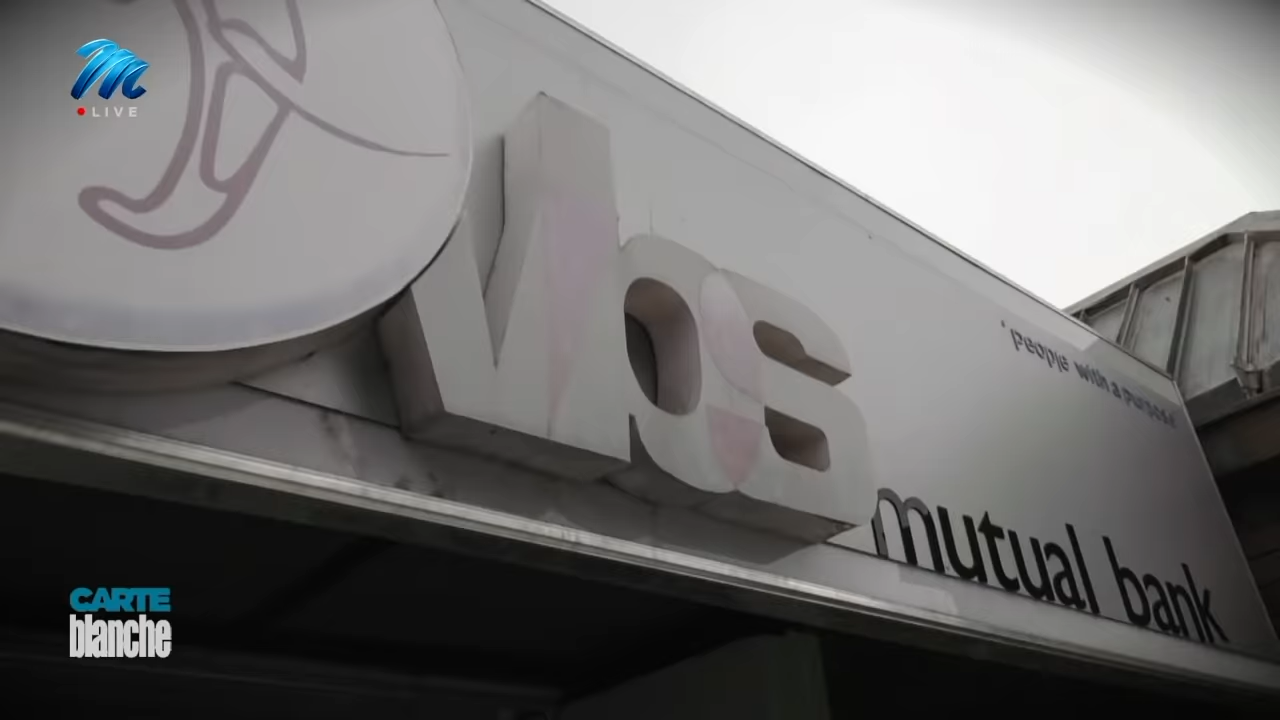 LIVE
Vbs
"people with a purpose"
mutual bank
CARTE
blanche